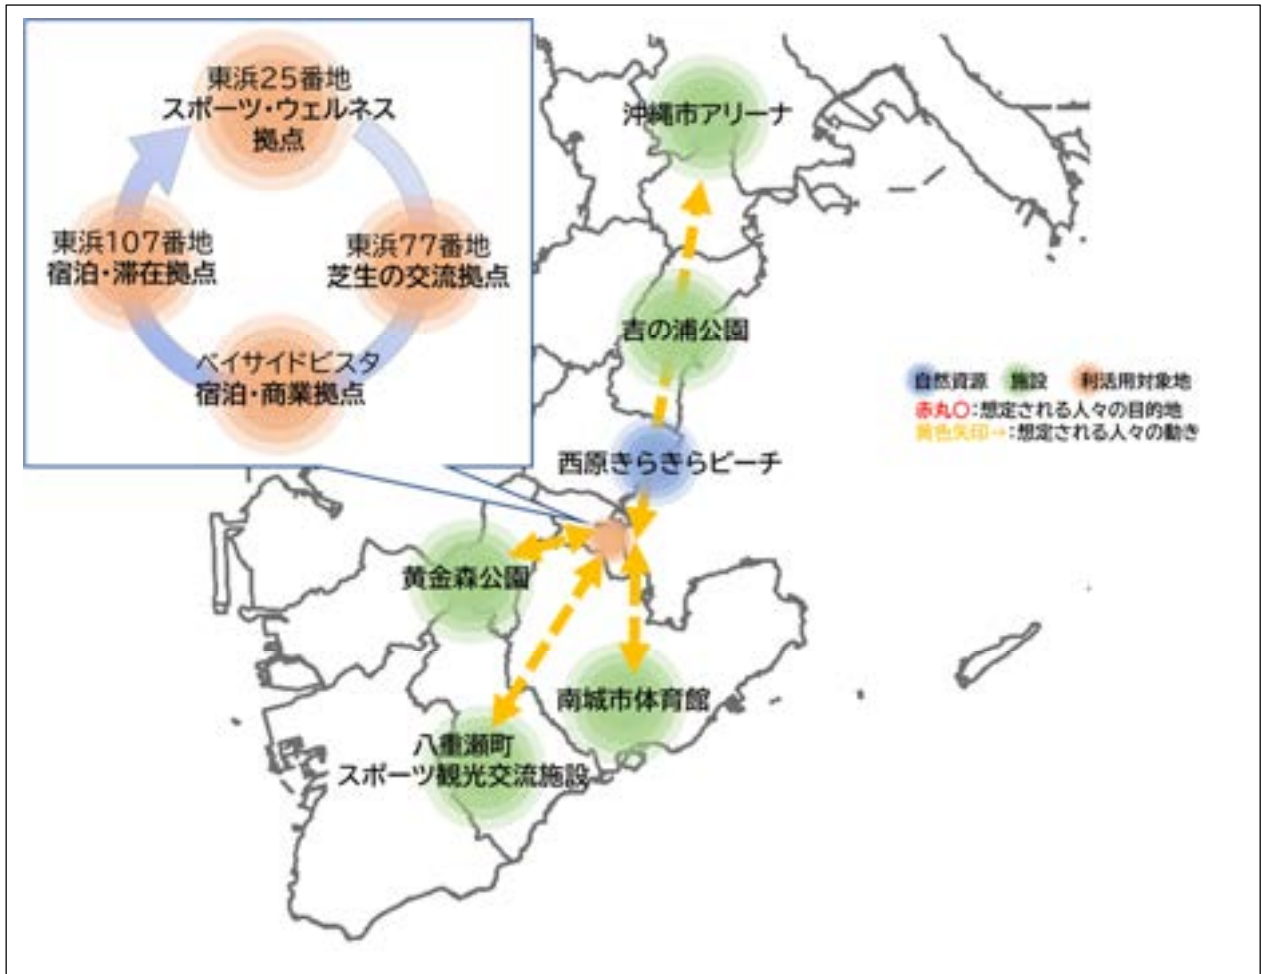 東浜25番地
スポーツ・ウェルネス
拠点
東浜107番地
宿泊・滞在拠点
東浜77番地
芝生の交流拠点
ベイサイドビスタ
宿泊・商業拠点
沖縄市アリーナ
吉の浦公園
自然資源 施設 利活用対象地
赤丸〇：想定される人々の目的地
黄色矢印→：想定される人々の動き
西原きらきらビーチ
黄金森公園
南城市体育館
八重瀬町
スポーツ観光交流施設